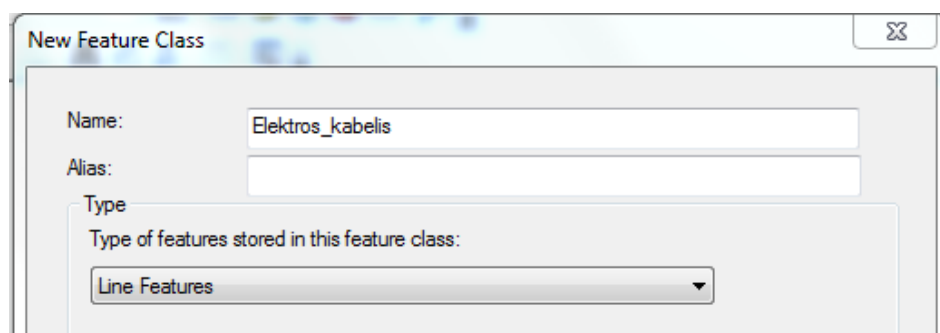 New Feature Class
Name:
Elektros_kabelis
Alias:
Type
Type of features stored in this feature class:
Line Features